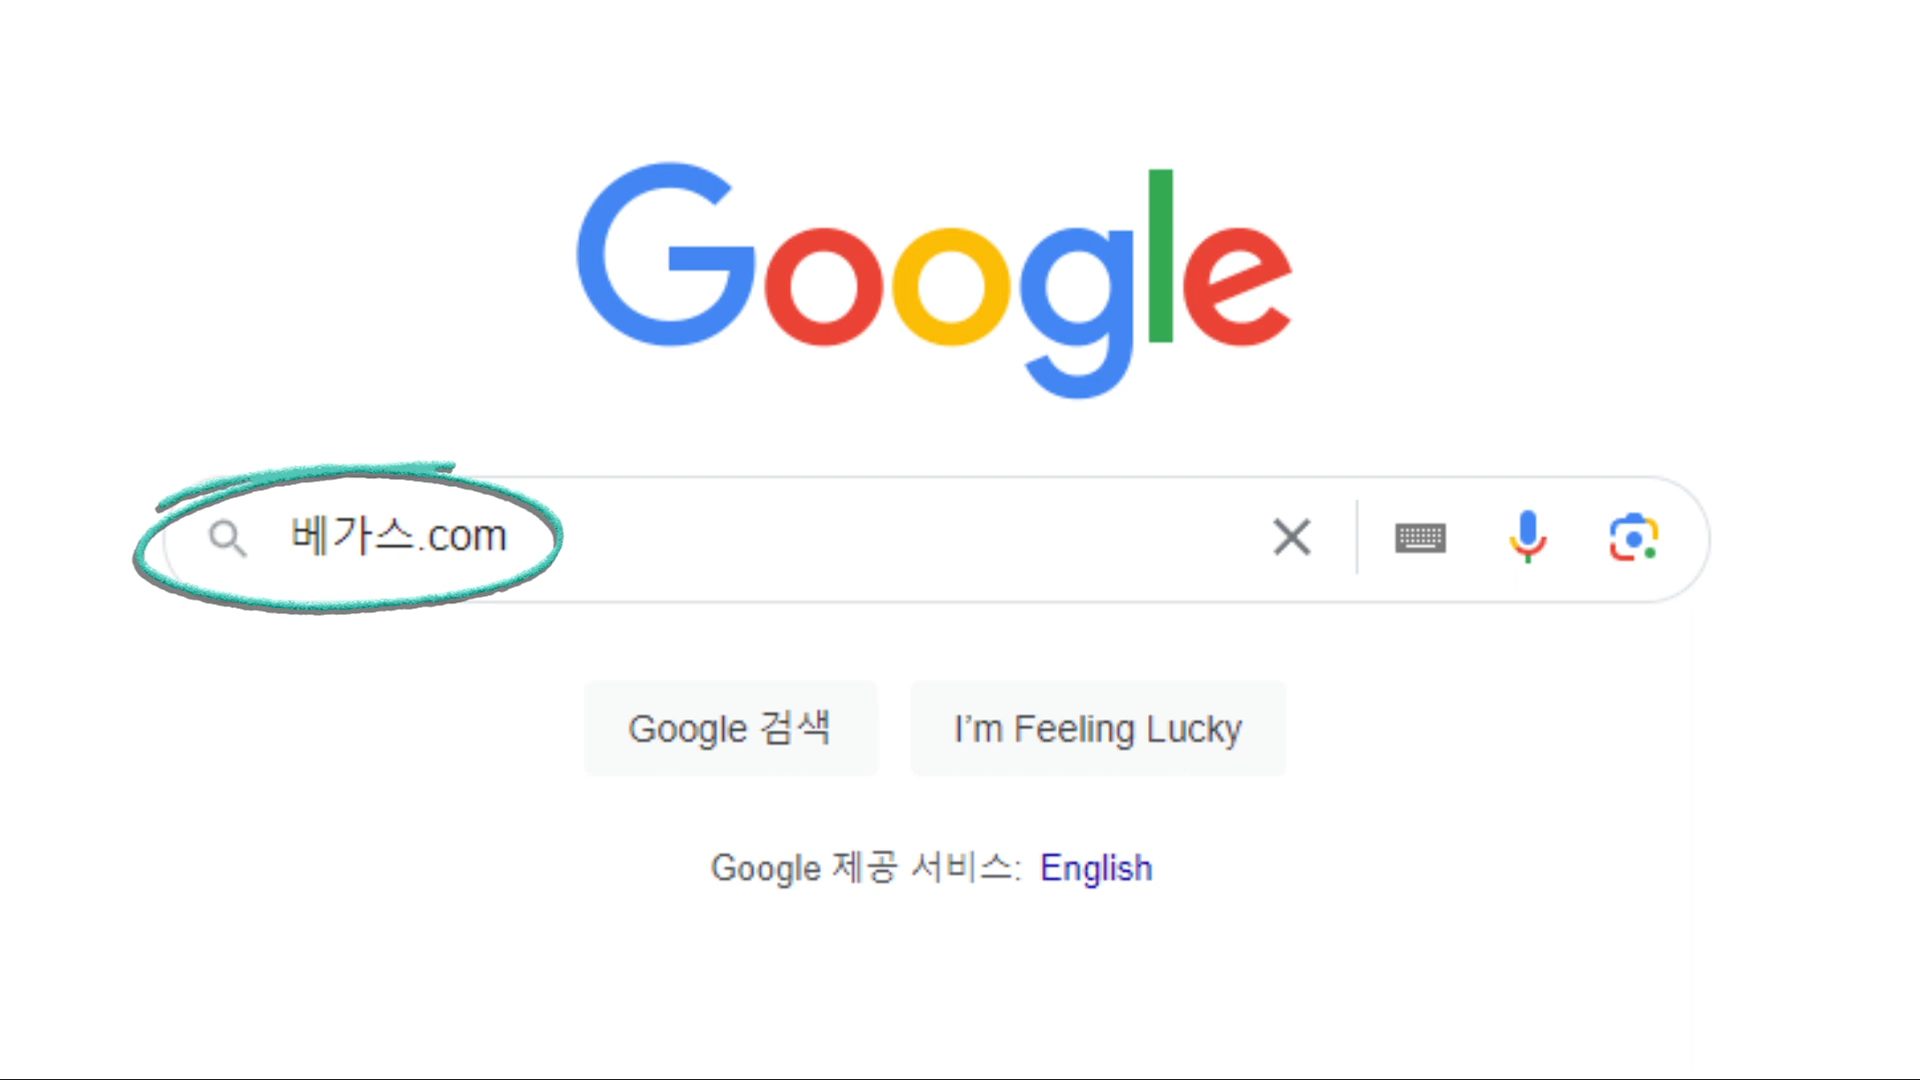 Google
베가스.com
Google 검색
I'm Feeling Lucky
Google 제공 서비스: English